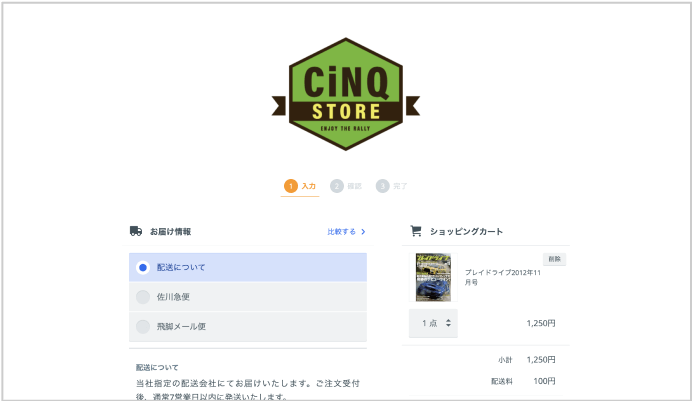 CiNQ
STORE
ENJOY THE RALLY
1 入力
2 確認
3 完了
お届け情報
比較する
配送について
佐川急便
飛脚メール便
配送について
当社指定の配送会社にてお届けいたします。ご注文受付
後、通常7営業日以内に発送いたします。
ショッピングカート
削除
プレイドライブ2012年11
月号
1 点
1,250円
小計 1,250円
配送料 100円